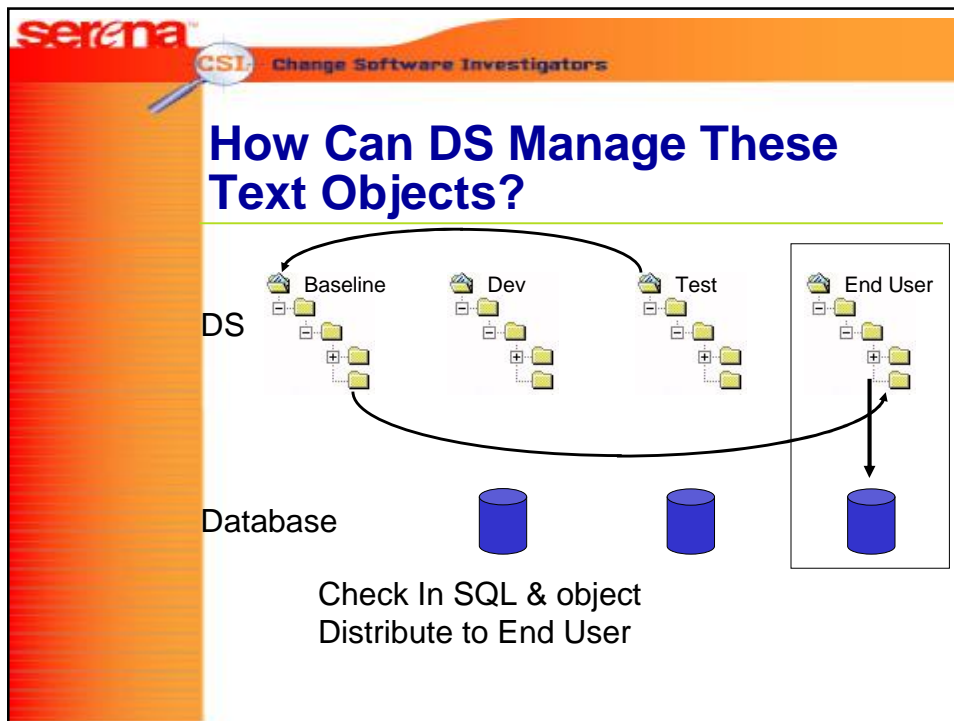 serena™
CSI Change Software Investigators
How Can DS Manage These
Text Objects?
Baseline Dev Test End User
DS
Database
Check In SQL & object
Distribute to End User